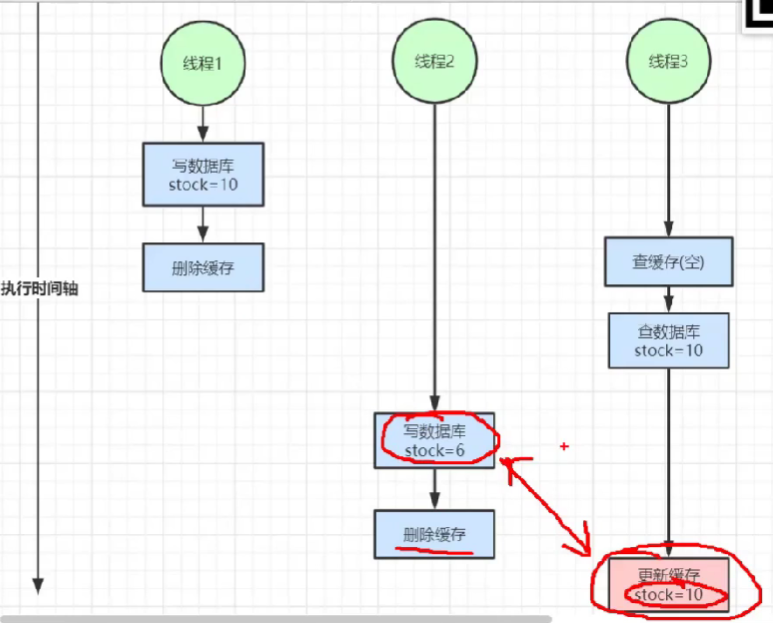 线程1
线程2
线程3
写数据库
stock=10
删除缓存
查缓存(空)
执行时间轴
查数据库
stock=10
写数据库
stock=6
删除缓存
更新缓存
stock=10